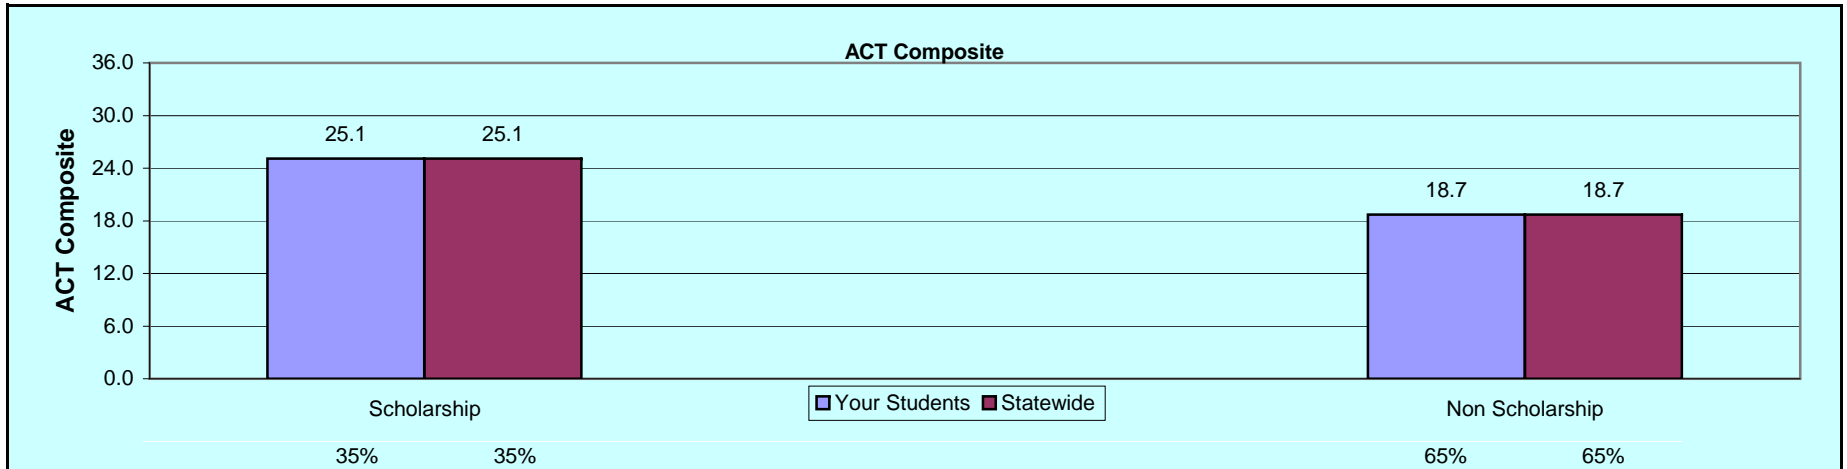 ACT Composite
36.0
30.0
24.0
18.0
12.0
6.0
0.0
ACT Composite
25.1 25.1
18.7 18.7
Scholarship
Your Students Statewide
Non Scholarship
35% 35%
65% 65%